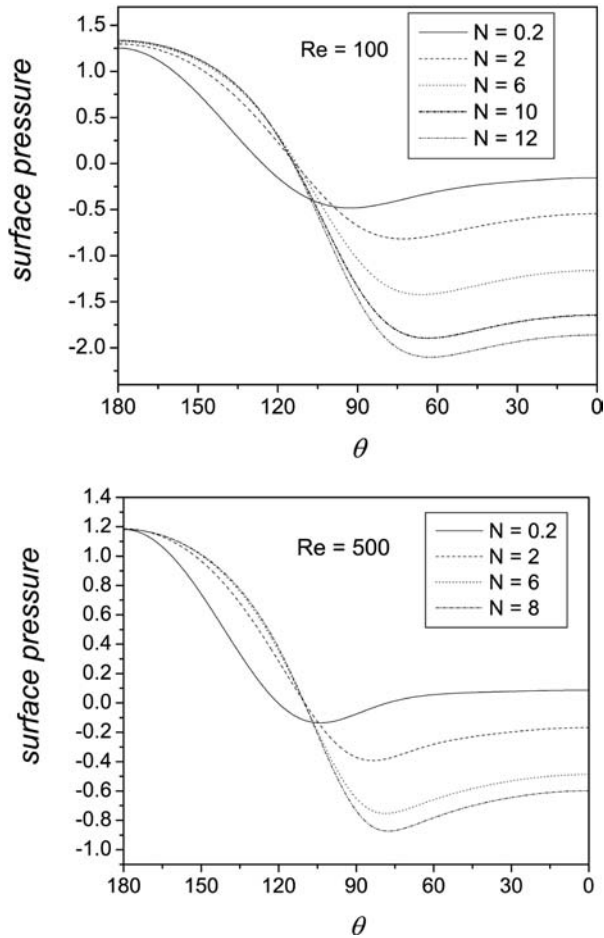 1.5
1.0
0.5
0.0
-0.5
-1.0
-1.5
-2.0
surface pressure
Re = 100
N = 0.2
N = 2
N = 6
N = 10
N = 12
180 150 120 90 60 30 0
θ
1.4
1.2
1.0
0.8
0.6
0.4
0.2
0.0
-0.2
-0.4
-0.6
-0.8
-1.0
surface pressure
Re = 500
N = 0.2
N = 2
N = 6
N = 8
180 150 120 90 60 30 0
θ